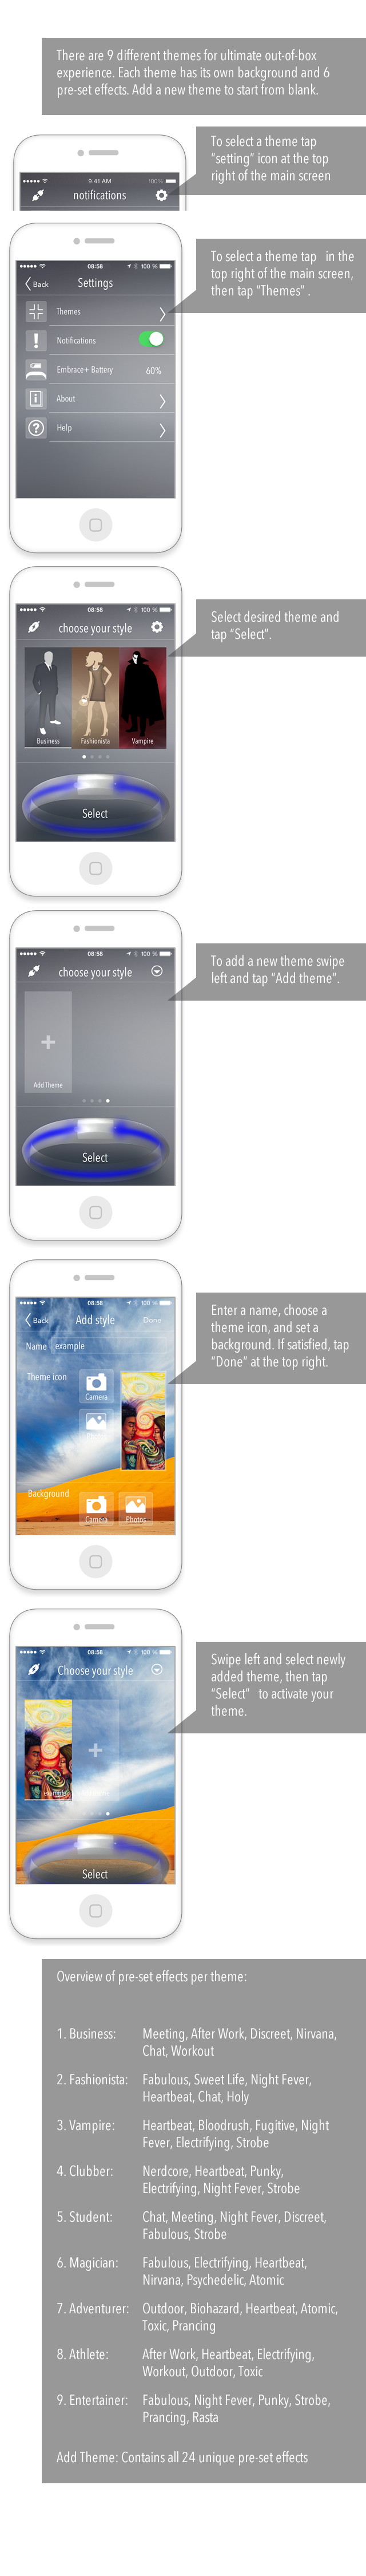 There are 9 different themes for ultimate out-of-box
experience. Each theme has its own background and 6
pre-set effects. Add a new theme to start from blank.
9:41 AM 100%
notifications
To select a theme tap
"setting" icon at the top
right of the main screen
08:58 100 %
Back Settings
Themes
Notifications
Embrace+ Battery 60%
About
Help
To select a theme tap in the
top right of the main screen,
then tap "Themes" .
08:58 100 %
choose your style
Business Fashionista Vampire
Select
Select desired theme and
tap "Select".
08:58 100 %
choose your style
Add Theme
Select
To add a new theme swipe
left and tap "Add theme".
08:58 100 %
Back Add style Done
Name example
Theme icon
Camera
Background
Camera Photos
Enter a name, choose a
theme icon, and set a
background. If satisfied, tap
"Done" at the top right.
08:58 100 %
Choose your style
Select
Swipe left and select newly
added theme, then tap
"Select" to activate your
theme.
Overview of pre-set effects per theme:
1. Business: Meeting, After Work, Discreet, Nirvana,
Chat, Workout
2. Fashionista: Fabulous, Sweet Life, Night Fever,
Heartbeat, Chat, Holy
3. Vampire: Heartbeat, Bloodrush, Fugitive, Night
Fever, Electrifying, Strobe
4. Clubber: Nerdcore, Heartbeat, Punky,
Electrifying, Night Fever, Strobe
5. Student: Chat, Meeting, Night Fever, Discreet,
Fabulous, Strobe
6. Magician: Fabulous, Electrifying, Heartbeat,
Nirvana, Psychedelic, Atomic
7. Adventurer: Outdoor, Biohazard, Heartbeat, Atomic,
Toxic, Prancing
8. Athlete: After Work, Heartbeat, Electrifying,
Workout, Outdoor, Toxic
9. Entertainer: Fabulous, Night Fever, Punky, Strobe,
Prancing, Rasta
Add Theme: Contains all 24 unique pre-set effects